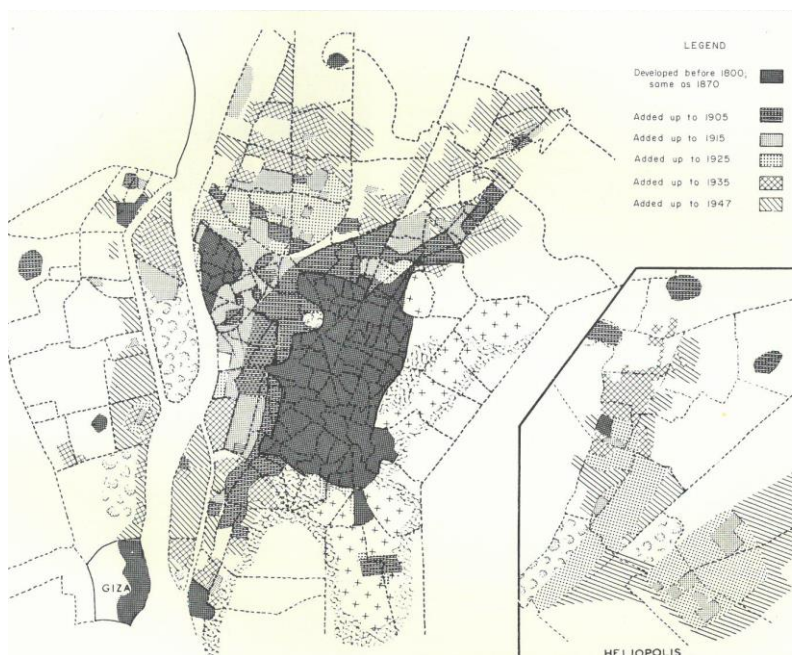 LEGEND
Developed before 1800;
same as 1870
Added up to 1905
Added up to 1915
Added up to 1925
Added up to 1935
Added up to 1947
GIZA
HELIOPOLIS